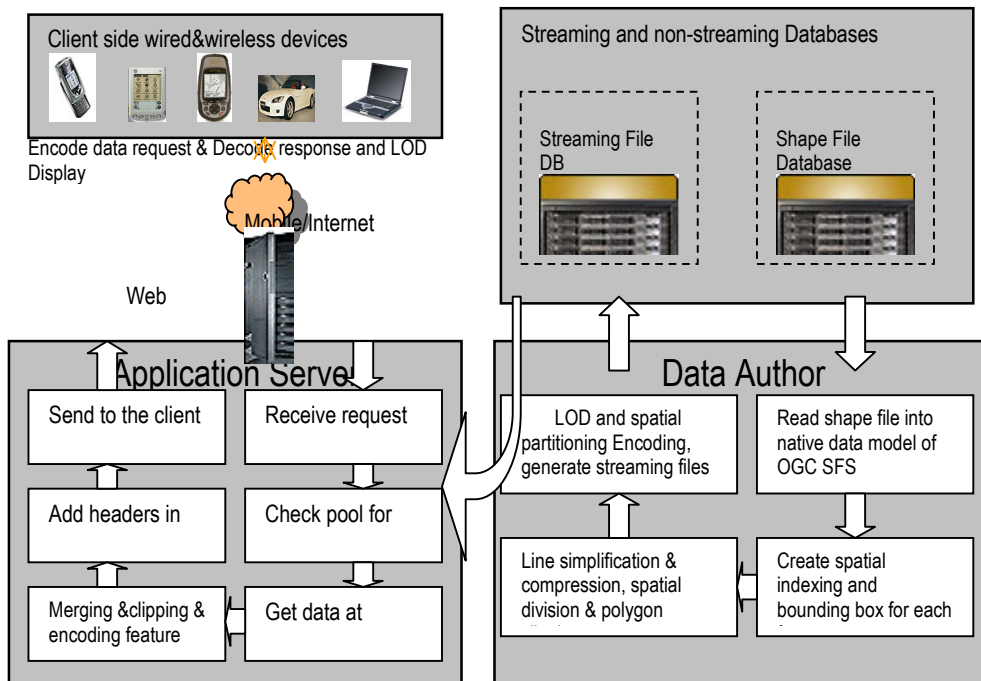 Client side wired&wireless devices
Encode data request & Decode response and LOD
Display
Mobile/Internet
Web
Streaming and non-streaming Databases
Streaming File
DB
Shape File
Database
Application Server
Send to the client
Receive request
Add headers in
Check pool for
Merging &clipping &
encoding feature
Get data at
Data Author
LOD and spatial
partitioning Encoding,
generate streaming files
Read shape file into
native data model of
OGC SFS
Line simplification &
compression, spatial
division & polygon
Create spatial
indexing and
bounding box for each